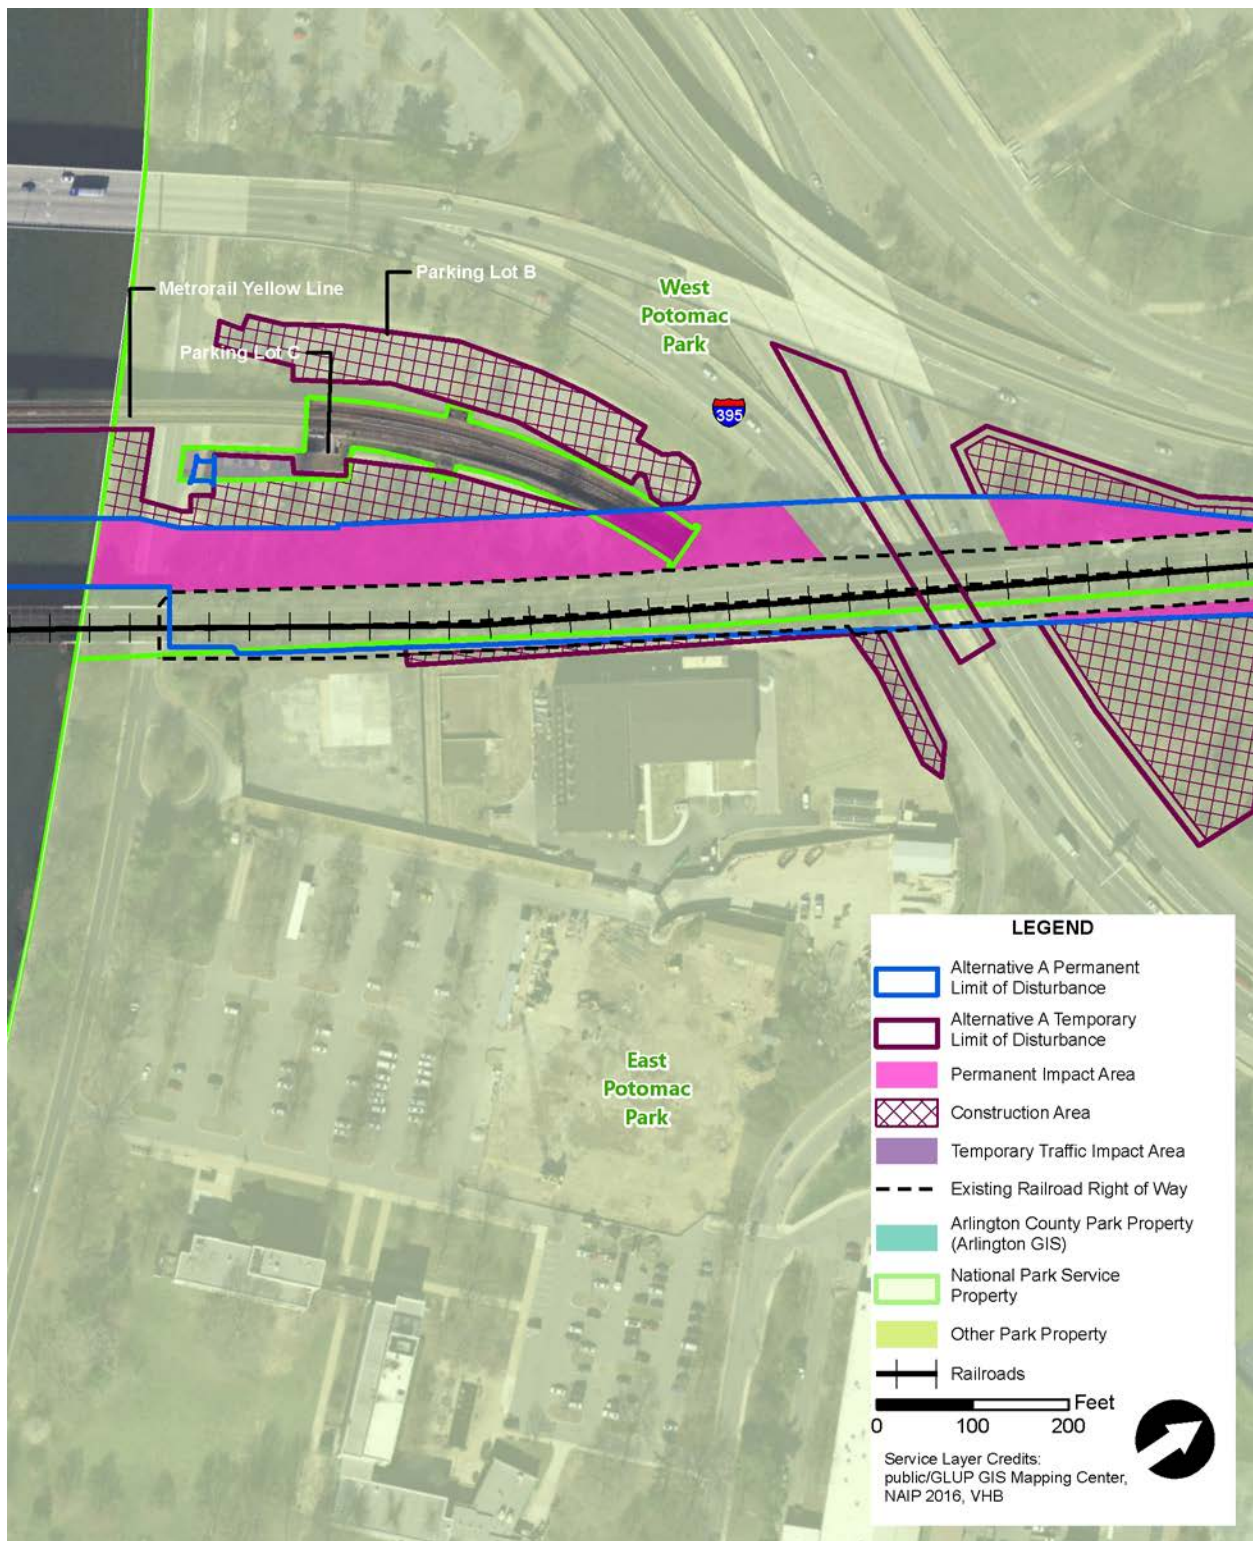 Parking Lot B
Metrorail Yellow Line
West
Potomac
Park
Parking Lot C
395
East
Potomac
Park
LEGEND
Alternative A Permanent
Limit of Disturbance
Alternative A Temporary
Limit of Disturbance
Permanent Impact Area
Construction Area
Temporary Traffic Impact Area
Existing Railroad Right of Way
Arlington County Park Property
(Arlington GIS)
National Park Service
Property
Other Park Property
Railroads
Feet
0 100 200
Service Layer Credits:
public/GLUP GIS Mapping Center,
NAIP 2016, VHB